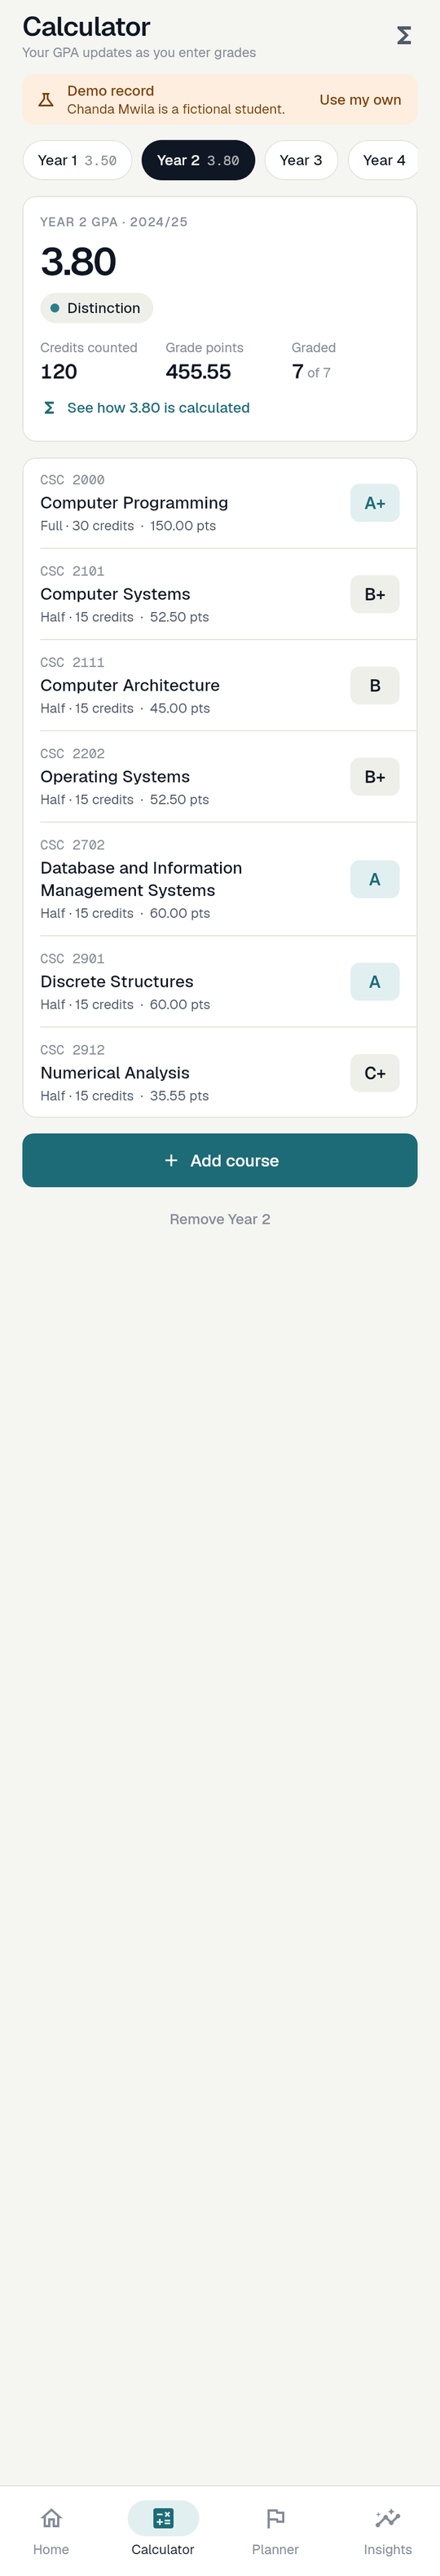 Calculator
Your GPA updates as you enter grades
Demo record
Chanda Mwila is a fictional student.
Use my own
Year 1 3.50
Year 2 3.80
Year 3
Year 4
YEAR 2 GPA · 2024/25
3.80
Distinction
Credits counted
120
Grade points
455.55
Graded
7 of 7
See how 3.80 is calculated
CSC 2000
Computer Programming
Full · 30 credits · 150.00 pts
A+
CSC 2101
Computer Systems
Half · 15 credits · 52.50 pts
B+
CSC 2111
Computer Architecture
Half · 15 credits · 45.00 pts
B
CSC 2202
Operating Systems
Half · 15 credits · 52.50 pts
B+
CSC 2702
Database and Information
Management Systems
Half · 15 credits · 60.00 pts
A
CSC 2901
Discrete Structures
Half · 15 credits · 60.00 pts
A
CSC 2912
Numerical Analysis
Half · 15 credits · 35.55 pts
C+
+ Add course
Remove Year 2
Home
Calculator
Planner
Insights